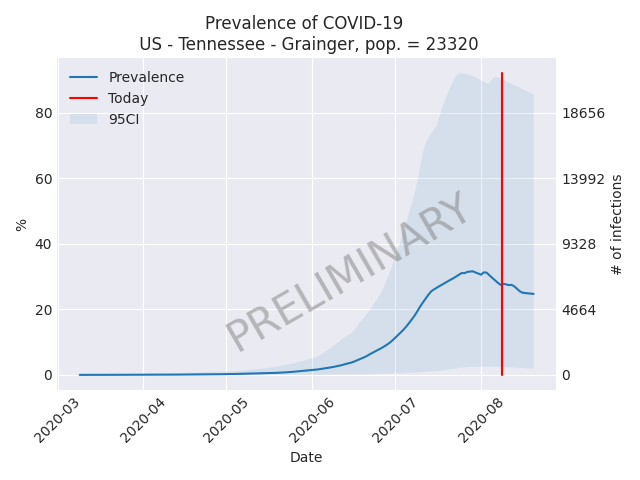 Prevalence of COVID-19
US - Tennessee - Grainger, pop. = 23320
Prevalence
Today
95CI
PRELIMINARY
%
80
60
40
20
0
18656
13992
9328
4664
0
# of infections
2020-03
2020-04
2020-05
2020-06
2020-07
2020-08
Date